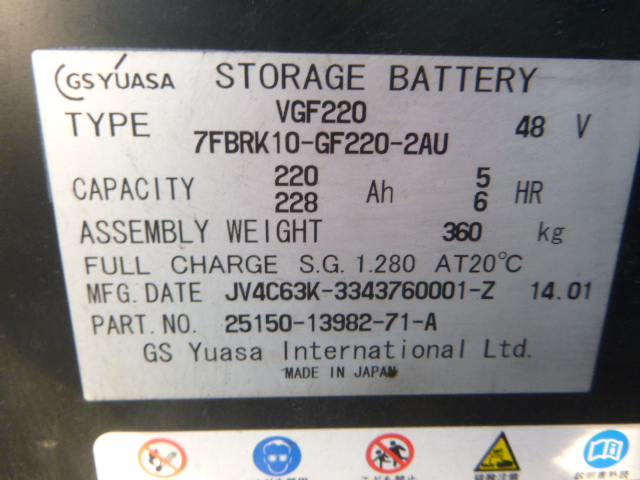 GS YUASA STORAGE BATTERY
TYPE VGF220 48 V
7FBRK10-GF220-2AU
CAPACITY 220 Ah 5 HR
228 6
ASSEMBLY WEIGHT 360 kg
FULL CHARGE S.G. 1.280 AT20℃
MFG. DATE JV4C63K-3343760001-Z 14.01
PART. NO. 25150-13982-71-A
GS Yuasa International Ltd.
MADE IN JAPAN